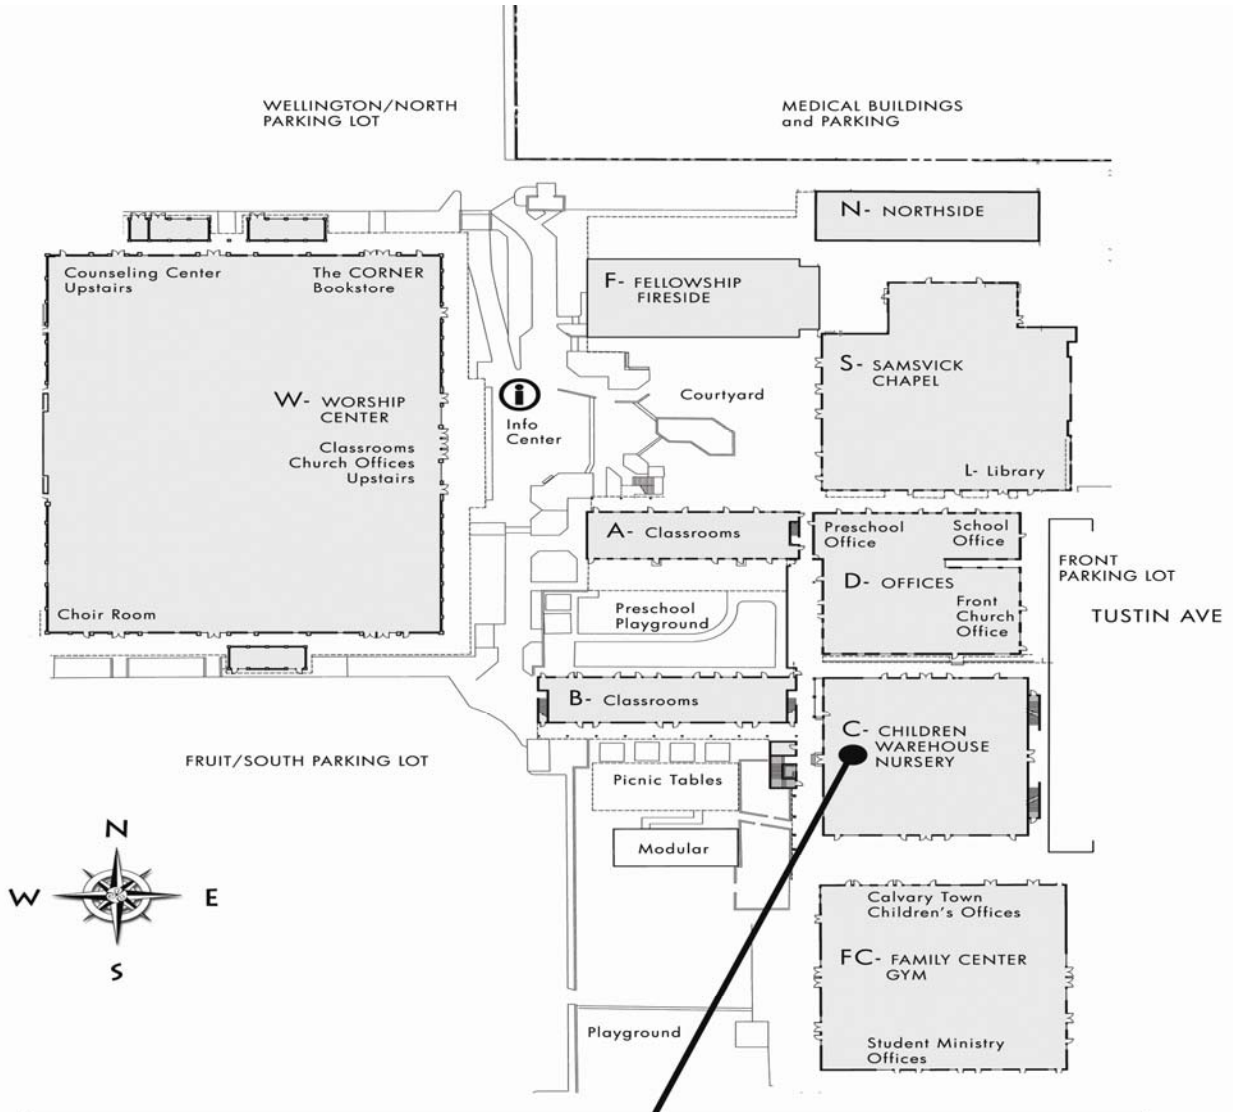 WELLINGTON/NORTH
PARKING LOT
MEDICAL BUILDINGS
and PARKING
N- NORTHSIDE
Counseling Center
Upstairs
The CORNER
Bookstore
F- FELLOWSHIP
FIRESIDE
S- SAMSVICK
CHAPEL
W- WORSHIP
CENTER
Classrooms
Church Offices
Upstairs
i
Info
Center
Courtyard
L- Library
A- Classrooms
Preschool
Office
School
Office
D- OFFICES
Front
Church
Office
FRONT
PARKING LOT
TUSTIN AVE
Choir Room
Preschool
Playground
B- Classrooms
C- CHILDREN
WAREHOUSE
NURSERY
FRUIT/SOUTH PARKING LOT
Picnic Tables
Modular
N
W
E
S
Calvary Town
Children's Offices
FC- FAMILY CENTER
GYM
Playground
Student Ministry
Offices